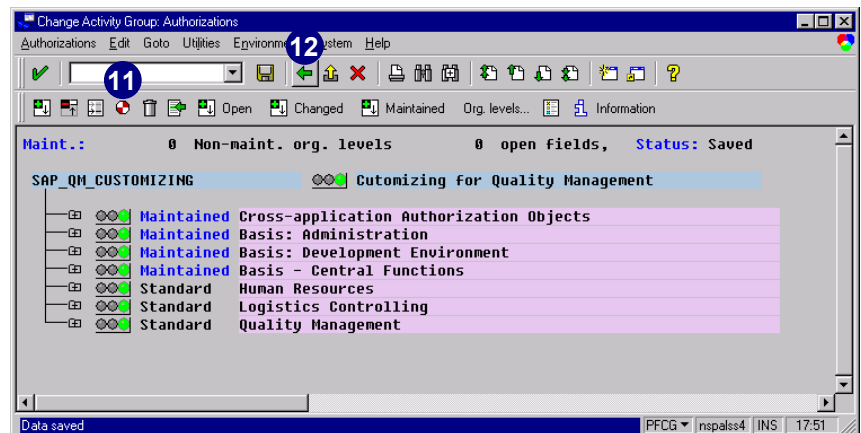 Change Activity Group: Authorizations
Authorizations Edit Goto Utilities Environme 12 ystem Help
11
Open Changed Maintained Org. levels... Information
Maint.: 0 Non-maint. org. levels 0 open fields, Status: Saved
SAP_QM_CUSTOMIZING Cutomizing for Quality Management
Maintained Cross-application Authorization Objects
Maintained Basis: Administration
Maintained Basis: Development Environment
Maintained Basis - Central Functions
Standard Human Resources
Standard Logistics Controlling
Standard Quality Management
Data saved PFCG nspalss4 INS 17:51